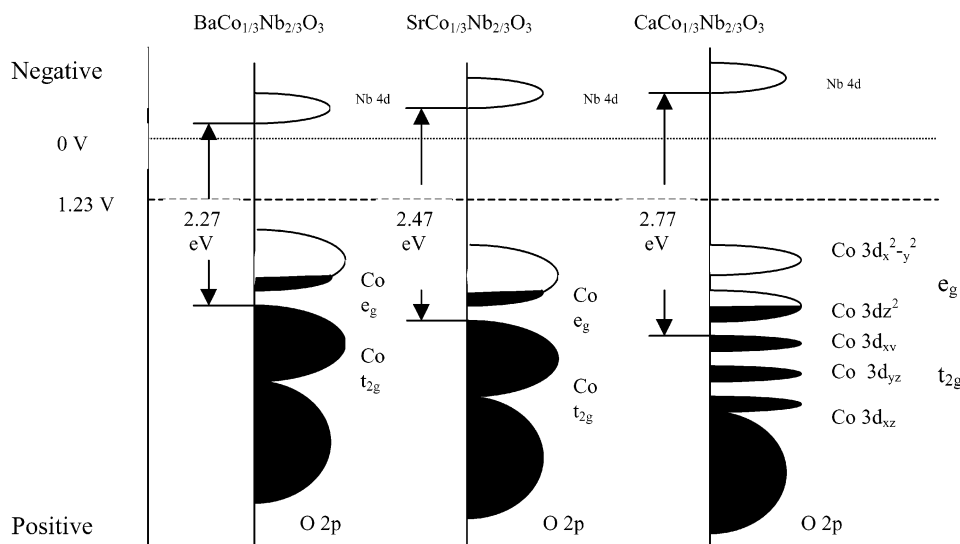 BaCo1/3Nb2/3O3 SrCo1/3Nb2/3O3 CaCo1/3Nb2/3O3
Negative
Nb 4d Nb 4d Nb 4d
0 V
1.23 V
2.27 eV
2.47 eV
2.77 eV
Co eg
Co t2g
O 2p
Co eg
Co t2g
O 2p
Co 3dx²-y²
eg
Co 3dz²
Co 3dxy
Co 3dyz
t2g
Co 3dxz
O 2p
Positive